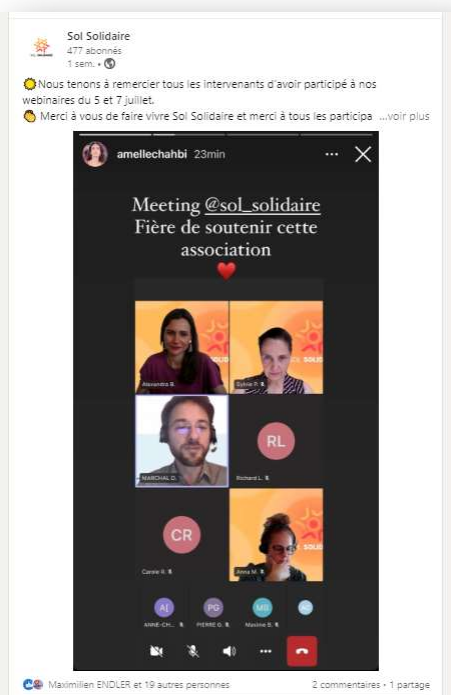 Sol Solidaire
477 abonnés
1 sem. •
Nous tenons à remercier tous les intervenants d'avoir participé à nos
webinaires du 5 et 7 juillet.
Merci à vous de faire vivre Sol Solidaire et merci à tous les participa ...voir plus
amellechahbi 23min
Meeting @sol_solidaire
Fière de soutenir cette
association
Alexandra B.
Sylvie P.
MARCHAL D.
RL
Richard L.
CR
Carole R.
Anna M.
A(
PG
MB
ANNE-CH...
PIERRE G.
Maxime B.
Maximilien ENDLER et 19 autres personnes
2 commentaires • 1 partage